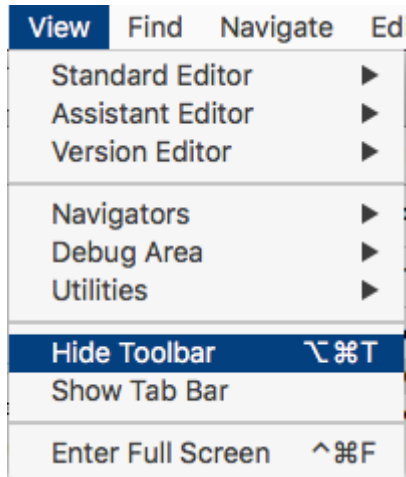 View Find Navigate Ed
Standard Editor ▶
Assistant Editor ▶
Version Editor ▶
Navigators ▶
Debug Area ▶
Utilities ▶
Hide Toolbar ⌥⌘T
Show Tab Bar
Enter Full Screen ^⌘F